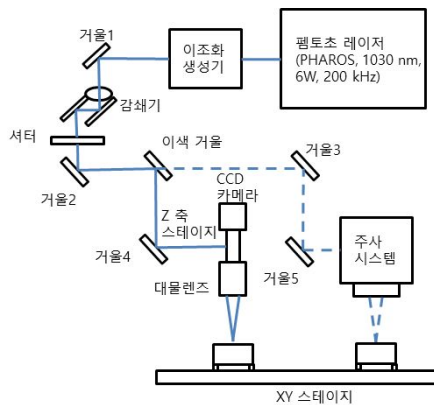 거울1
이조화
생성기
펨토초 레이저
(PHAROS, 1030 nm,
6W, 200 kHz)
감쇄기
셔터
이색 거울
거울3
거울2
CCD
카메라
Z 축
스테이지
거울4
주사
시스템
거울5
대물렌즈
XY 스테이지